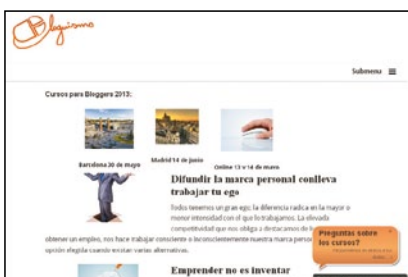 Bloguismo
Submenu
Cursos para Bloggers 2013:
Barcelona 30 de mayo
Madrid 14 de junio
Online 13 y 14 de mayo
Difundir la marca personal conlleva
trabajar tu ego
Todos tenemos un gran ego; la diferencia radica en la mayor o
menor intensidad con el que lo trabajamos. La elevada
competitividad que nos obliga a destacarnos de
obtener un empleo, nos hace trabajar consciente o inconscientemente nuestra marca
opción elegida cuando existan varias alternativas.
Preguntas sobre
los cursos?
Emprender no es inventar